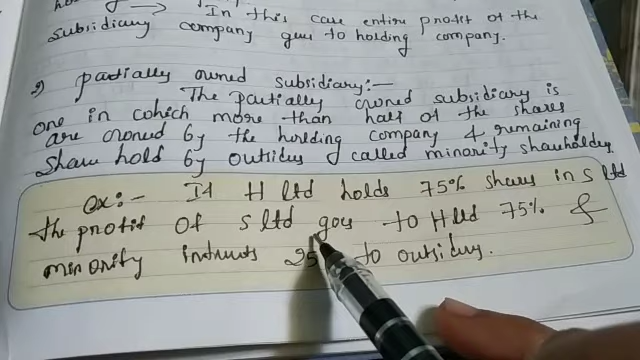 In this case entire profit of the
subsidiary company goes to holding company.
2) partially owned subsidiary:-
The partially owned subsidiary is
one in which more than half of the shares
are owned by the holding company & remaining
share hold by outsiders called minority shareholders
ex:- If H ltd holds 75% shares in S ltd
the profit of S ltd goes to H ltd 75% &
minority intrests 25 to outsiders.